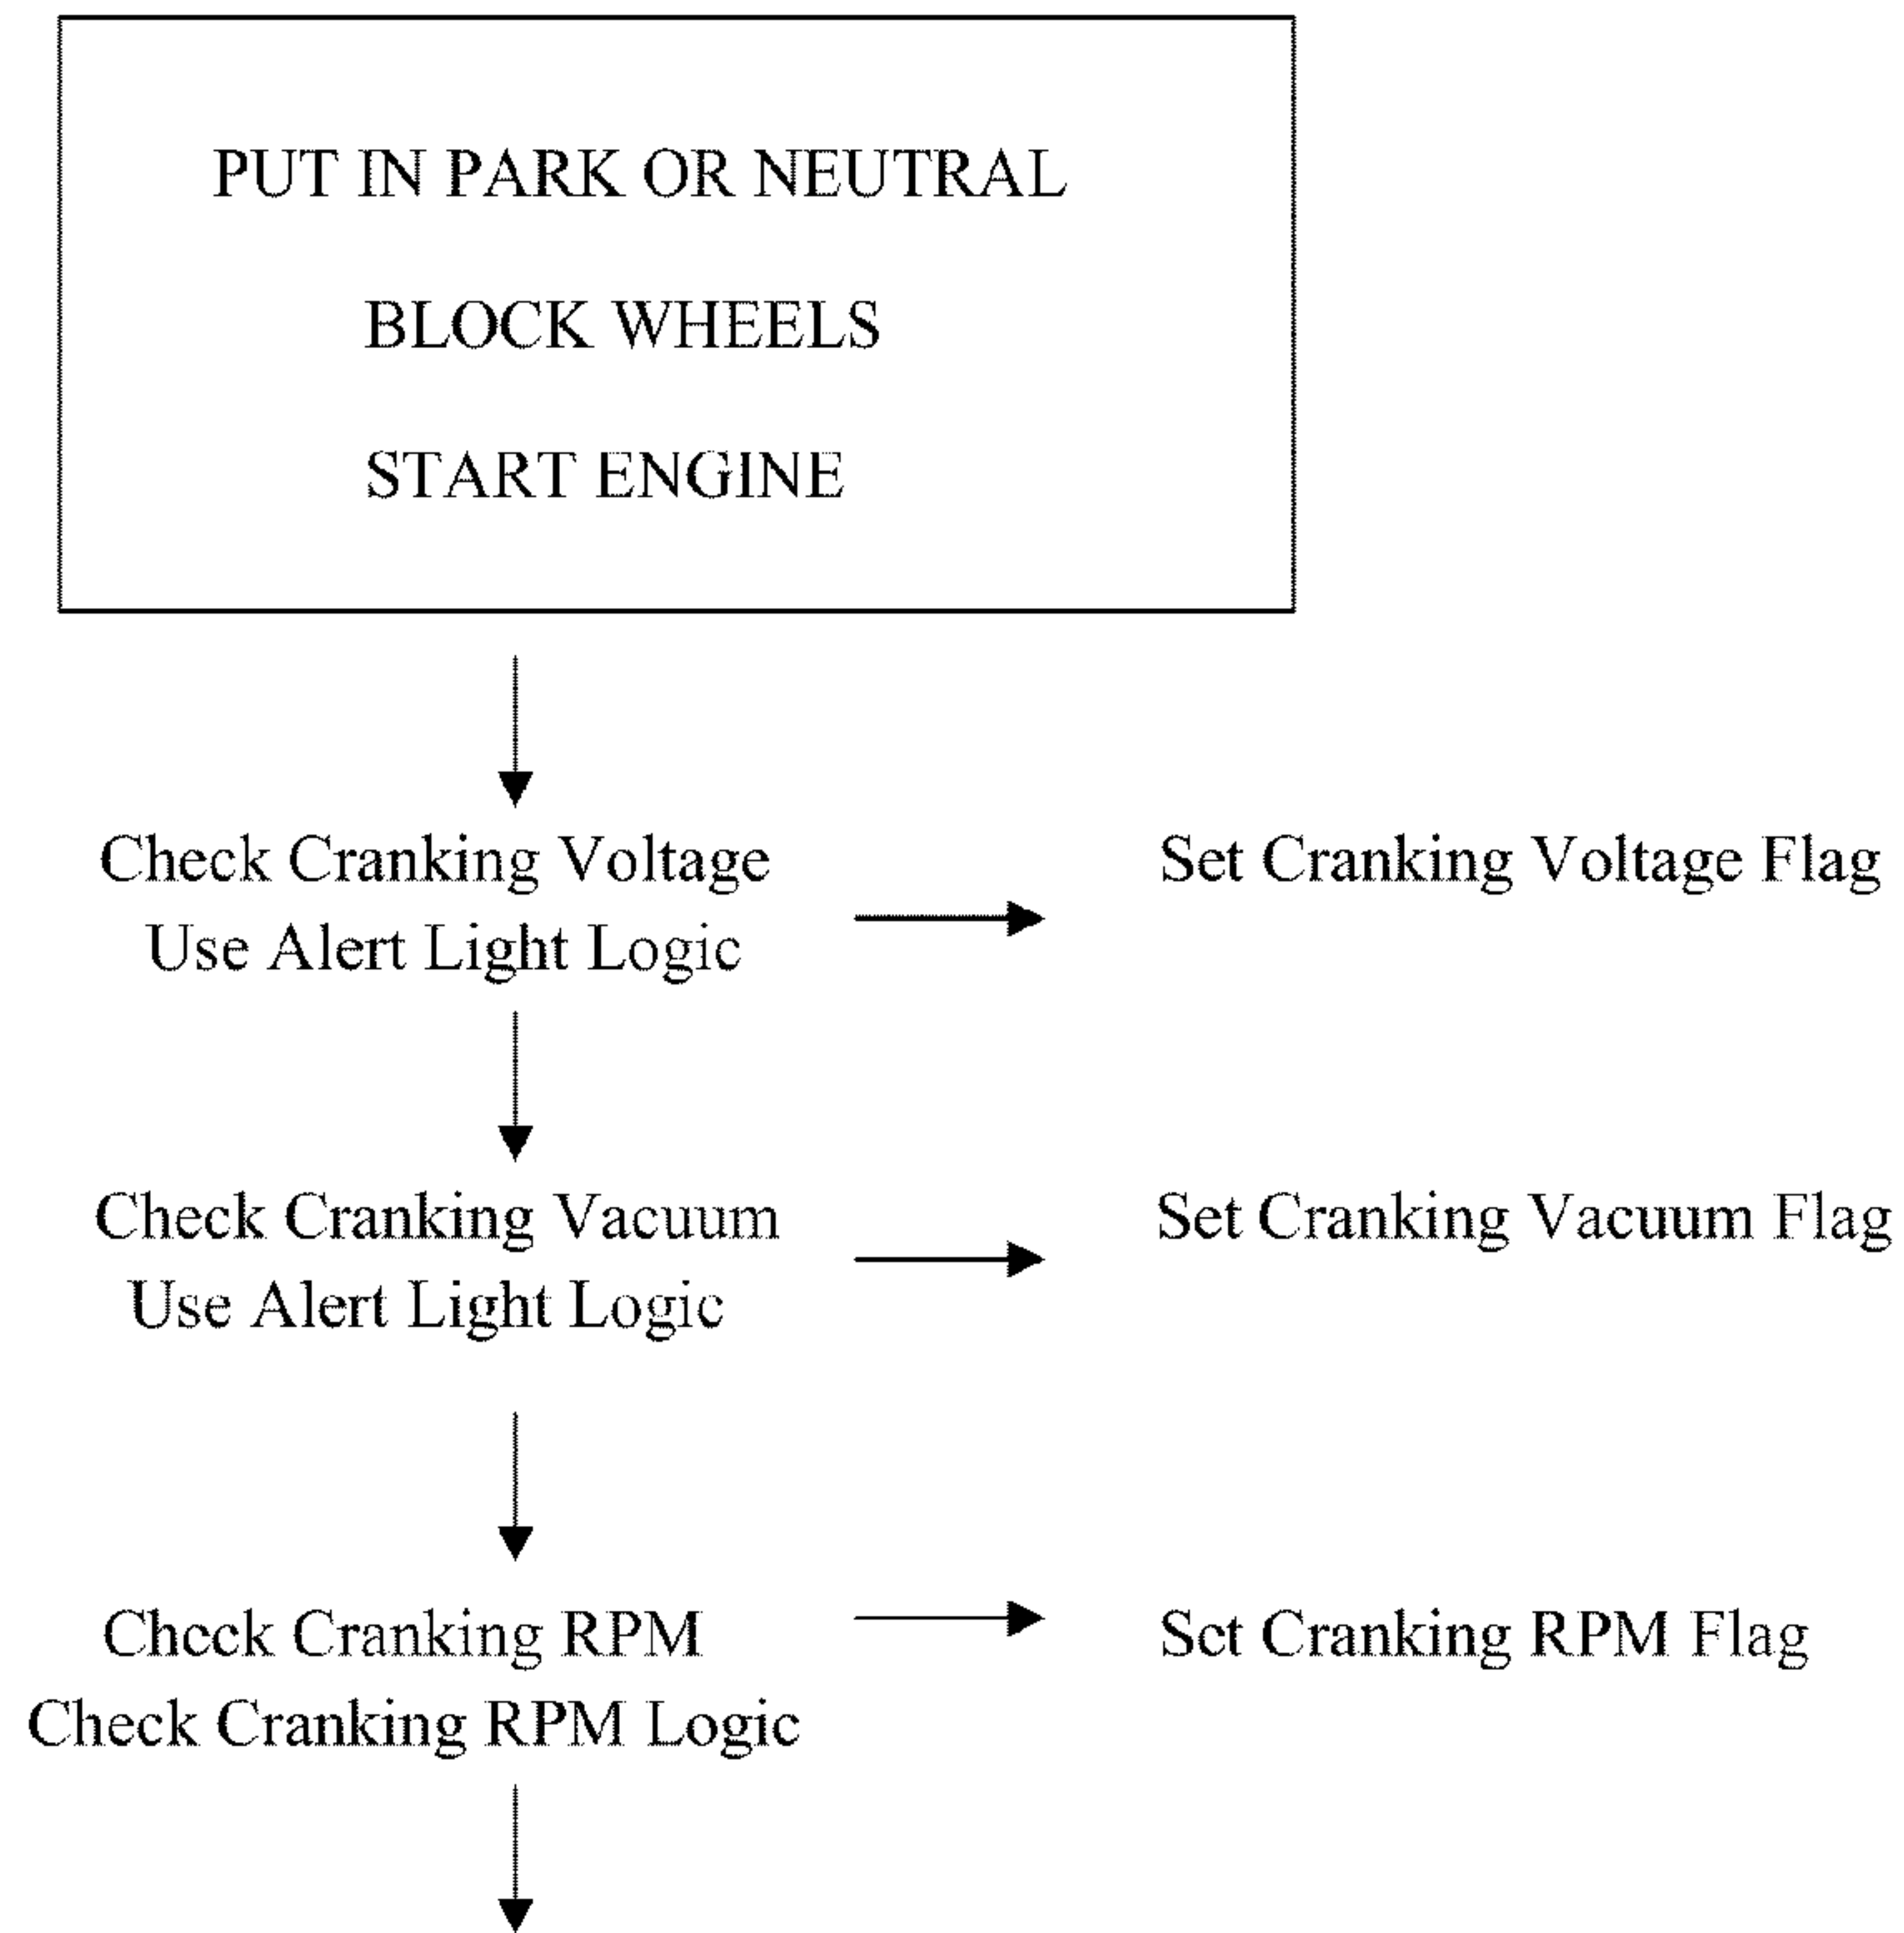 PUT IN PARK OR NEUTRAL
BLOCK WHEELS
START ENGINE
Check Cranking Voltage
Use Alert Light Logic
Set Cranking Voltage Flag
Check Cranking Vacuum
Use Alert Light Logic
Set Cranking Vacuum Flag
Check Cranking RPM
Check Cranking RPM Logic
Set Cranking RPM Flag